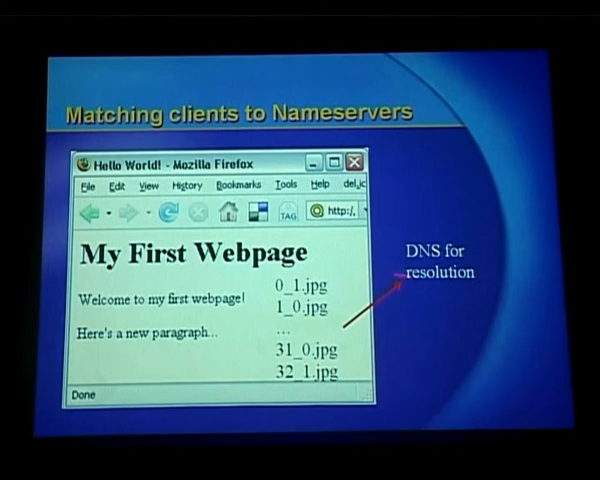 Matching clients to Nameservers
Hello World! - Mozilla Firefox
File Edit View History Bookmarks Tools Help del.ic
TAG http:/.
My First Webpage
Welcome to my first webpage!
Here's a new paragraph...
0_1.jpg
1_0.jpg
...
31_0.jpg
32_1.jpg
Done
DNS for
resolution